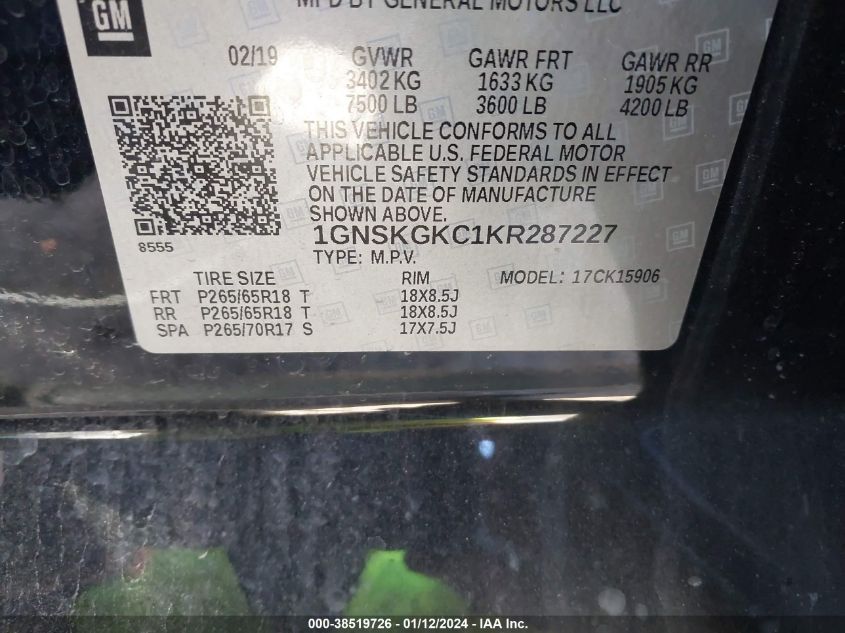 GM
MFD BY GENERAL MOTORS LLC
02/19 GVWR GAWR FRT GAWR RR
3402 KG 1633 KG 1905 KG
7500 LB 3600 LB 4200 LB
THIS VEHICLE CONFORMS TO ALL
APPLICABLE U.S. FEDERAL MOTOR
VEHICLE SAFETY STANDARDS IN EFFECT
ON THE DATE OF MANUFACTURE
SHOWN ABOVE.
8555
1GNSKGKC1KR287227
TYPE: M.P.V.
TIRE SIZE RIM MODEL: 17CK15906
FRT P265/65R18 T 18X8.5J
RR P265/65R18 T 18X8.5J
SPA P265/70R17 S 17X7.5J
000-38519726 - 01/12/2024 - IAA Inc.